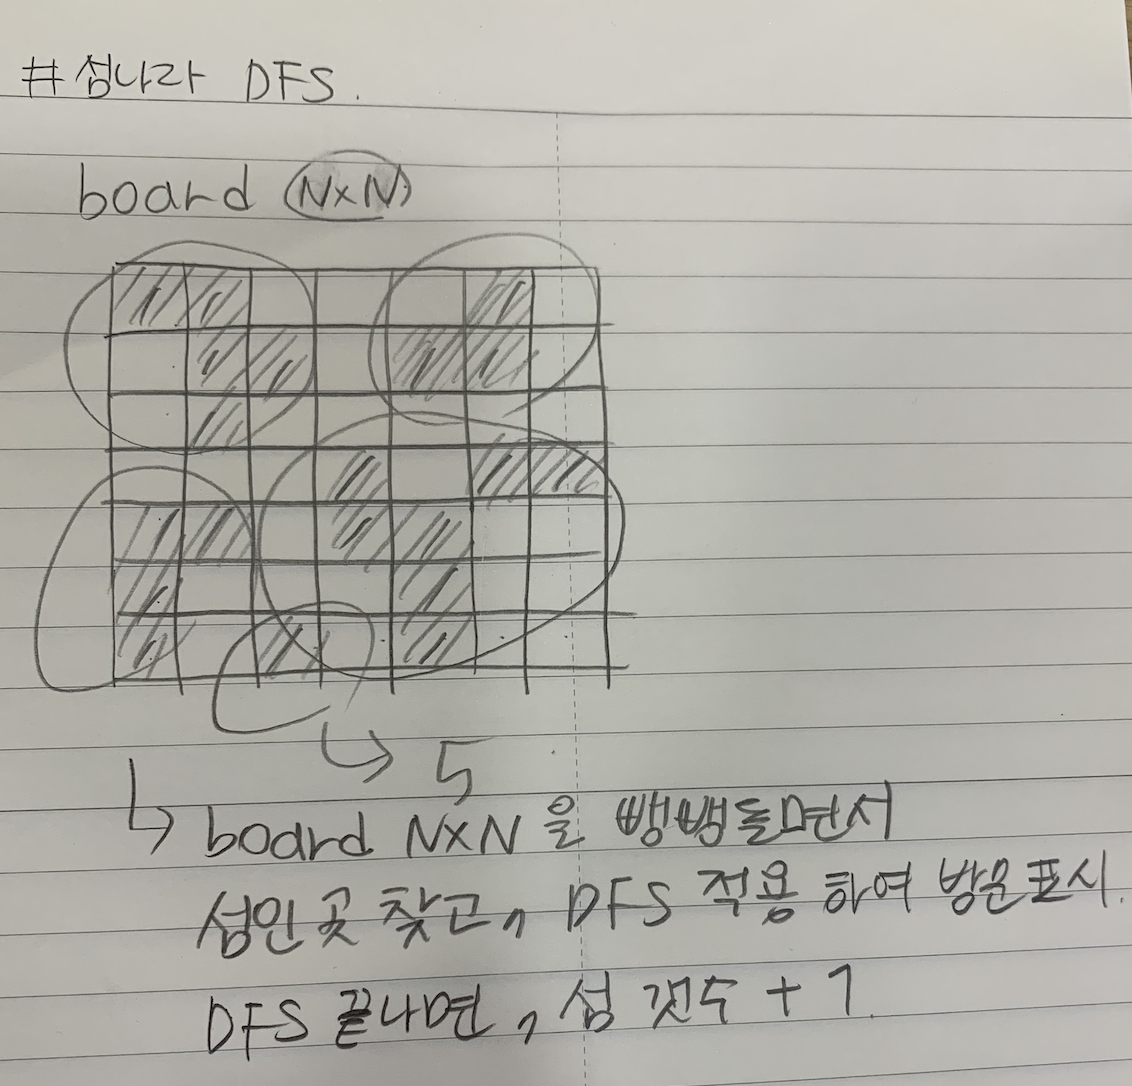 # 섬나라 DFS.
board (N×N)
↳ 5
↳ board N×N 을 뱅뱅돌면서
섬인 곳 찾고, DFS 적용 하여 방문표시.
DFS 끝나면, 섬 갯수 + 1.